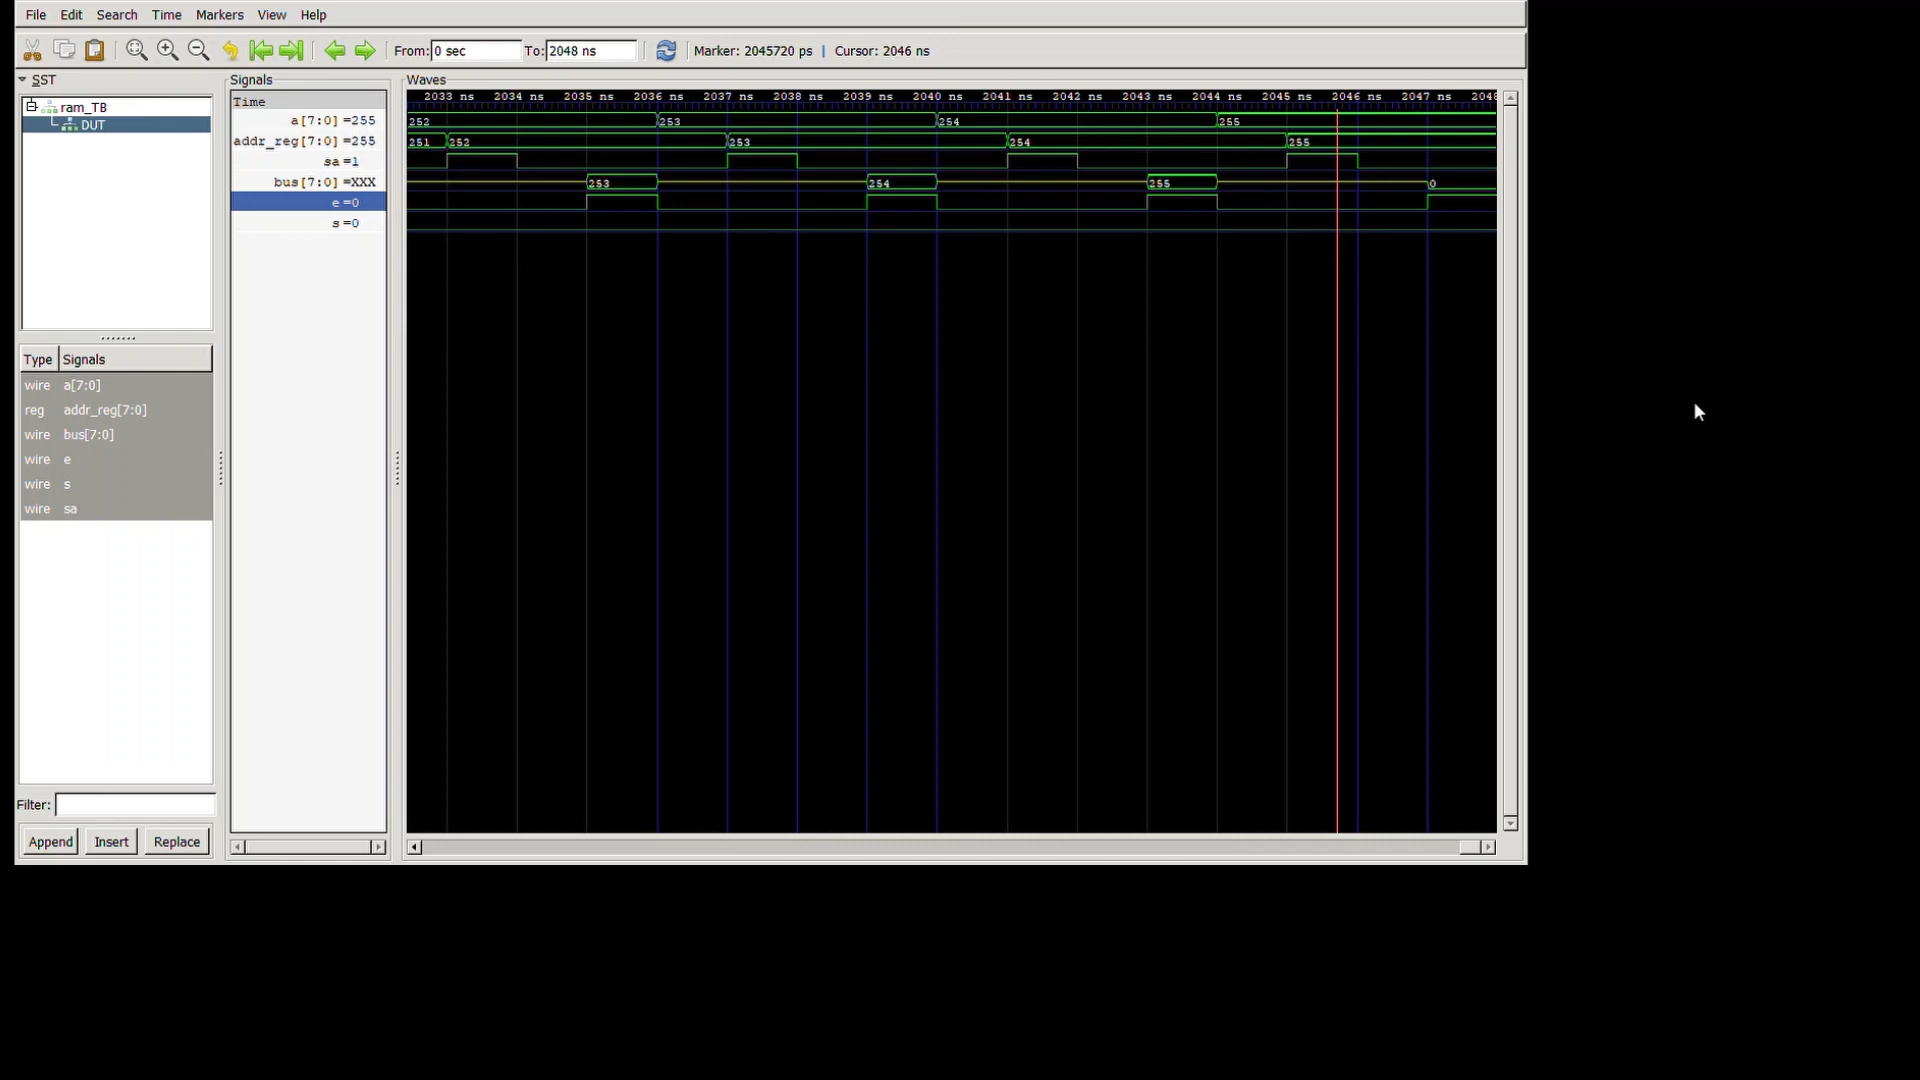 File Edit Search Time Markers View Help
From: 0 sec To: 2048 ns Marker: 2045720 ps | Cursor: 2046 ns
SST
ram_TB
DUT
Type Signals
wire a[7:0]
reg addr_reg[7:0]
wire bus[7:0]
wire e
wire s
wire sa
Filter:
Append Insert Replace
Signals
Time
a[7:0] =255
addr_reg[7:0] =255
sa =1
bus[7:0] =XXX
e =0
s =0
Waves
2033 ns 2034 ns 2035 ns 2036 ns 2037 ns 2038 ns 2039 ns 2040 ns 2041 ns 2042 ns 2043 ns 2044 ns 2045 ns 2046 ns 2047 ns 2048
252 253 254 255
251 252 253 254 255
253 254 255 0